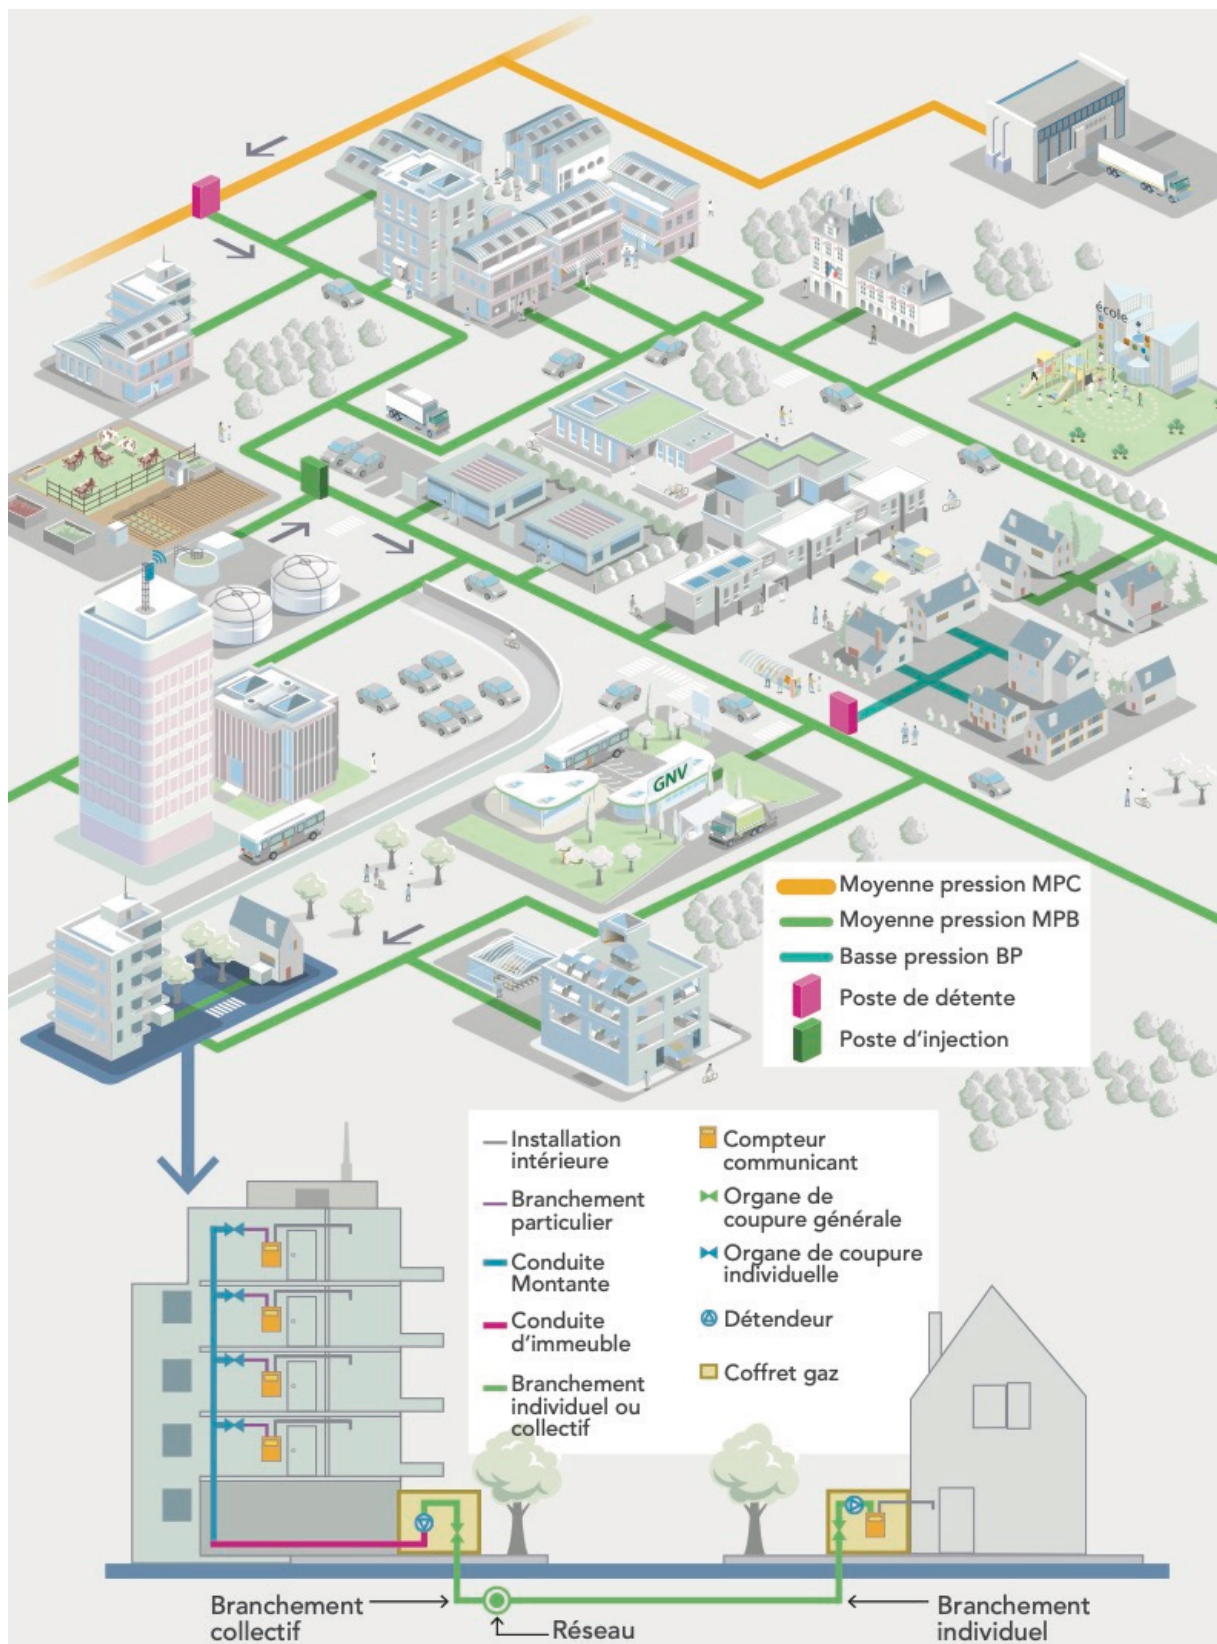 école
GNV
Moyenne pression MPC
Moyenne pression MPB
Basse pression BP
Poste de détente
Poste d'injection
Installation
intérieure
Branchement
particulier
Conduite
Montante
Conduite
d'immeuble
Branchement
individuel ou
collectif
Compteur
communicant
Organe de
coupure générale
Organe de coupure
individuelle
Détendeur
Coffret gaz
Branchement
collectif
Réseau
Branchement
individuel